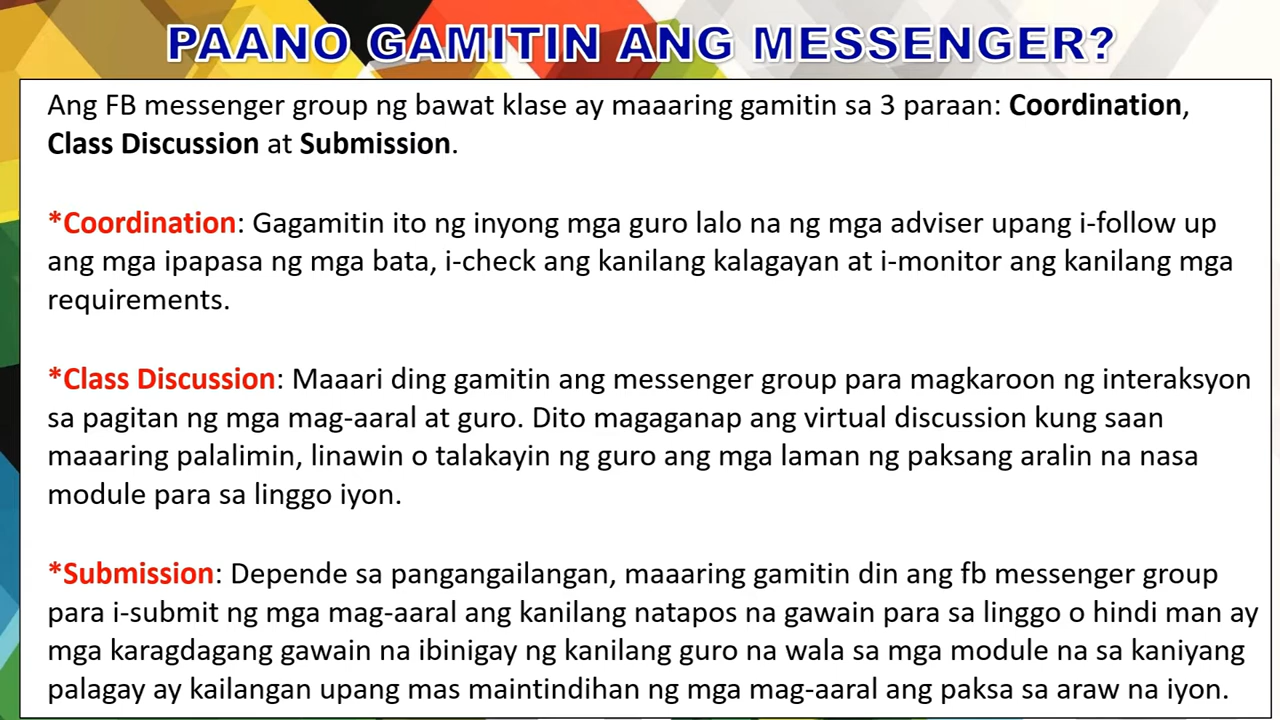 PAANO GAMITIN ANG MESSENGER?
Ang FB messenger group ng bawat klase ay maaaring gamitin sa 3 paraan: Coordination,
Class Discussion at Submission.
*Coordination: Gagamitin ito ng inyong mga guro lalo na ng mga adviser upang i-follow up
ang mga ipapasa ng mga bata, i-check ang kanilang kalagayan at i-monitor ang kanilang mga
requirements.
*Class Discussion: Maaari ding gamitin ang messenger group para magkaroon ng interaksyon
sa pagitan ng mga mag-aaral at guro. Dito magaganap ang virtual discussion kung saan
maaaring palalimin, linawin o talakayin ng guro ang mga laman ng paksang aralin na nasa
module para sa linggo iyon.
*Submission: Depende sa pangangailangan, maaaring gamitin din ang fb messenger group
para i-submit ng mga mag-aaral ang kanilang natapos na gawain para sa linggo o hindi man ay
mga karagdagang gawain na ibinigay ng kanilang guro na wala sa mga module na sa kaniyang
palagay ay kailangan upang mas maintindihan ng mga mag-aaral ang paksa sa araw na iyon.